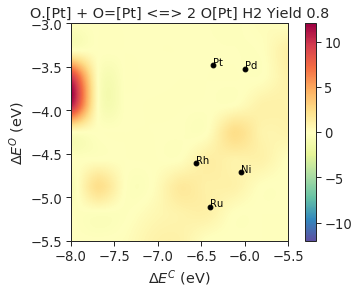 O.[Pt] + O=[Pt] <=> 2 O[Pt] H2 Yield 0.8
−3.0
−3.5
−4.0
−4.5
−5.0
−5.5
ΔE^O (eV)
Pt
Pd
Rh
Ni
Ru
−8.0 −7.5 −7.0 −6.5 −6.0 −5.5
ΔE^C (eV)
10
5
0
−5
−10